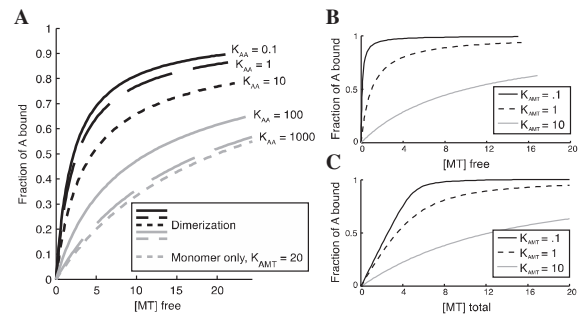 A
Fraction of A bound
0.9
0.8
0.7
0.6
0.5
0.4
0.3
0.2
0.1
0
0 5 10 15 20
[MT] free
K_AA = 0.1
K_AA = 1
K_AA = 10
K_AA = 100
K_AA = 1000
Dimerization
Monomer only, K_AMT = 20
B
Fraction of A bound
1
0.5
0
0 4 8 12 16 20
[MT] free
K_AMT = .1
K_AMT = 1
K_AMT = 10
C
Fraction of A bound
1
0.5
0
0 4 8 12 16 20
[MT] total
K_AMT = .1
K_AMT = 1
K_AMT = 10